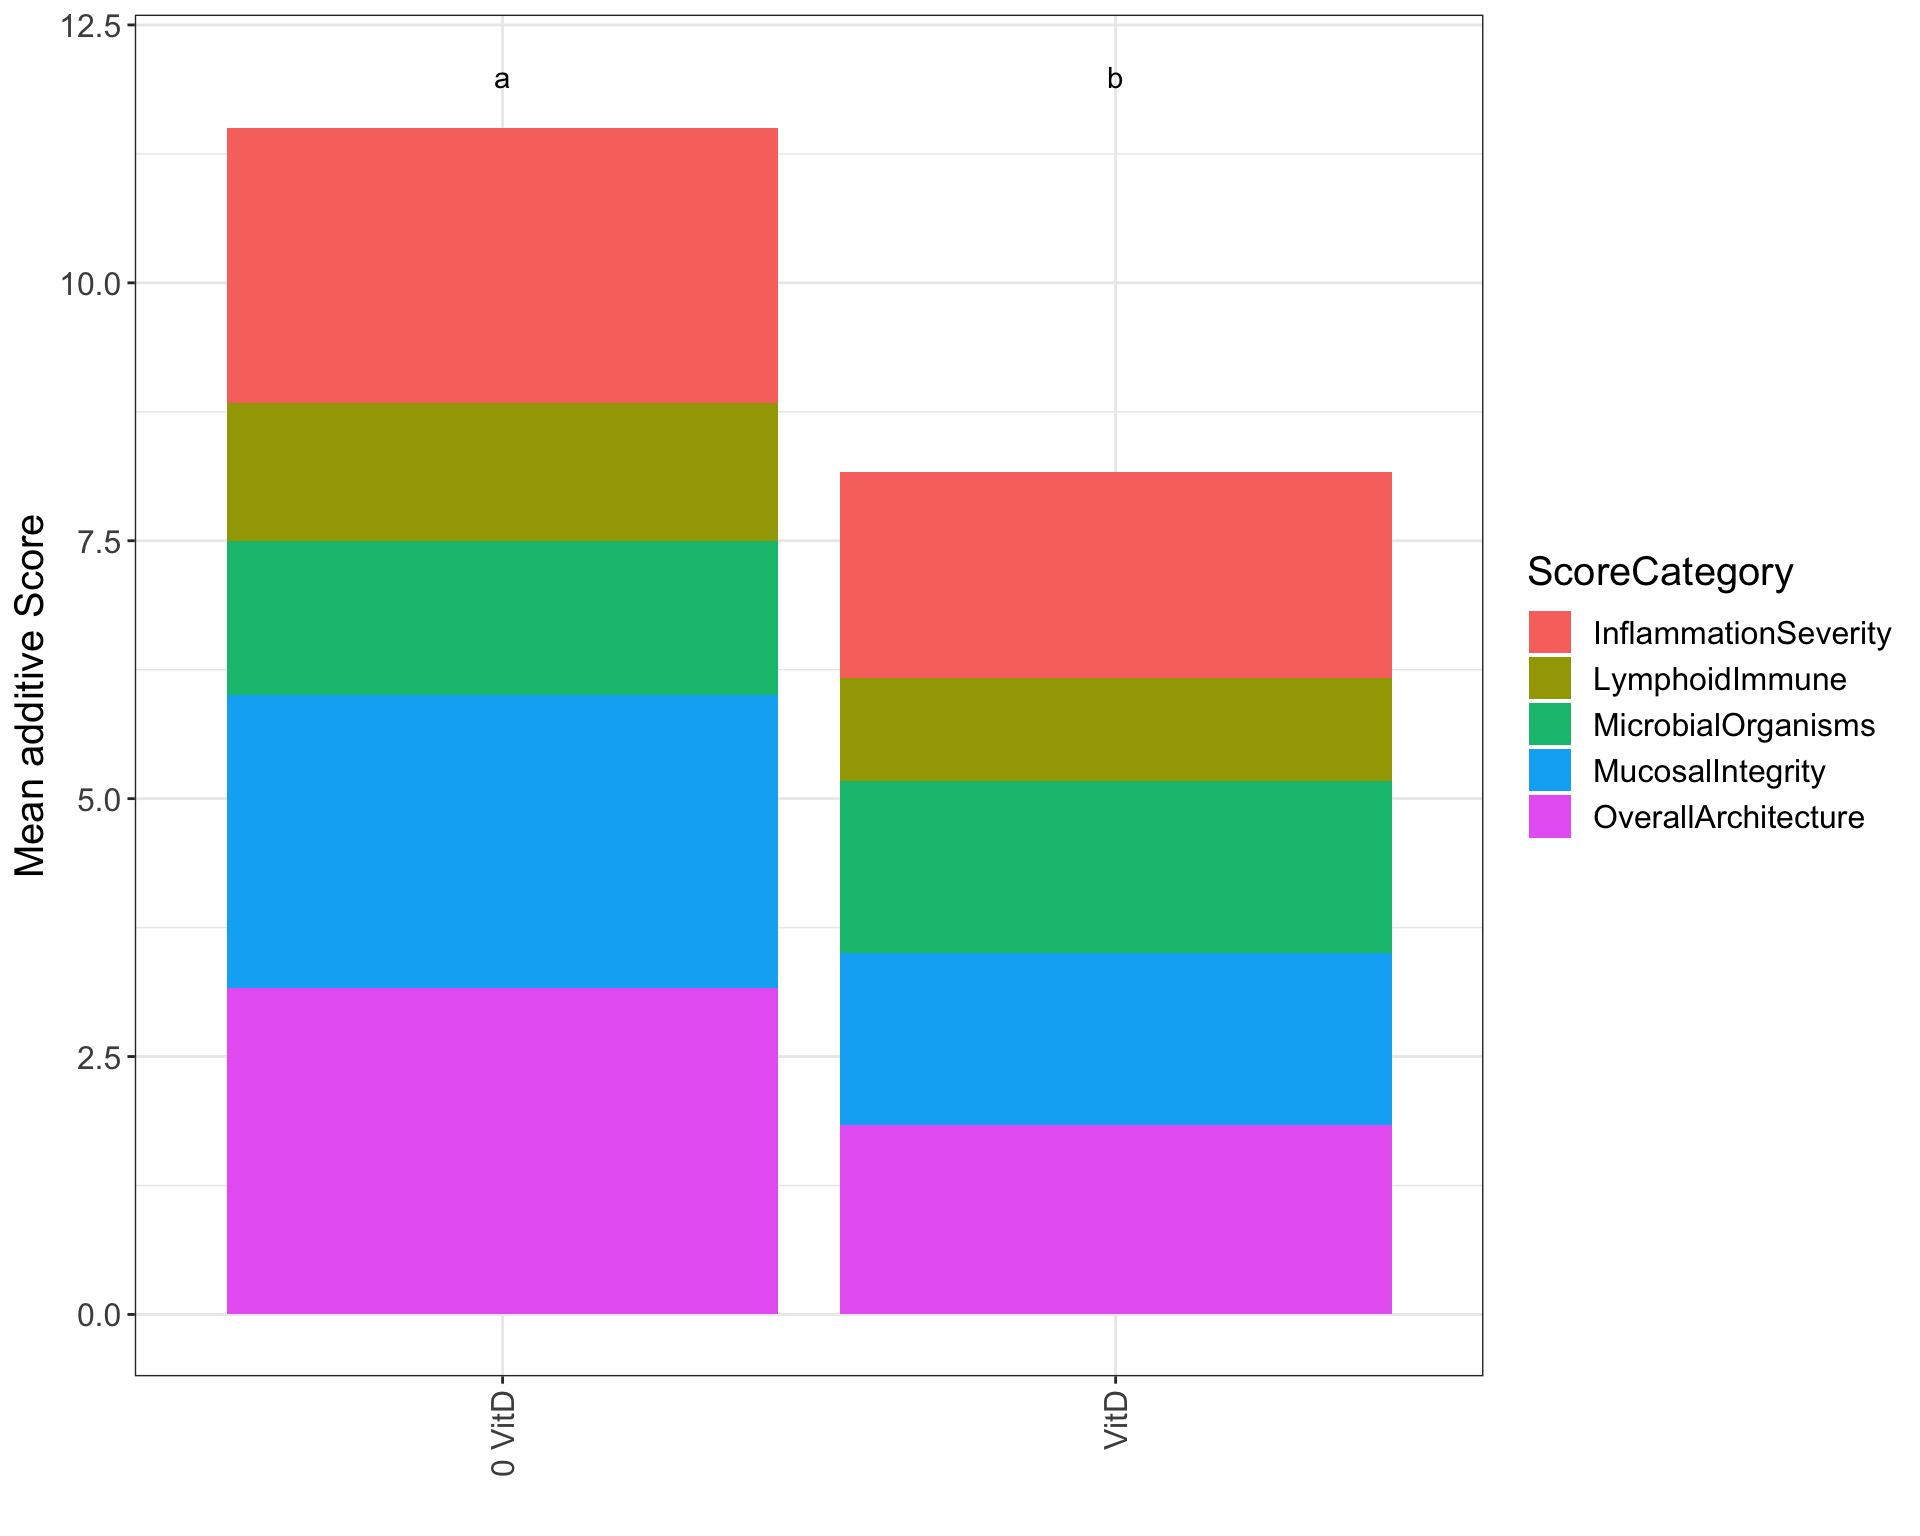 12.5
10.0
7.5
5.0
2.5
0.0
Mean additive Score
a
b
0 VitD
VitD
ScoreCategory
InflammationSeverity
LymphoidImmune
MicrobialOrganisms
MucosalIntegrity
OverallArchitecture